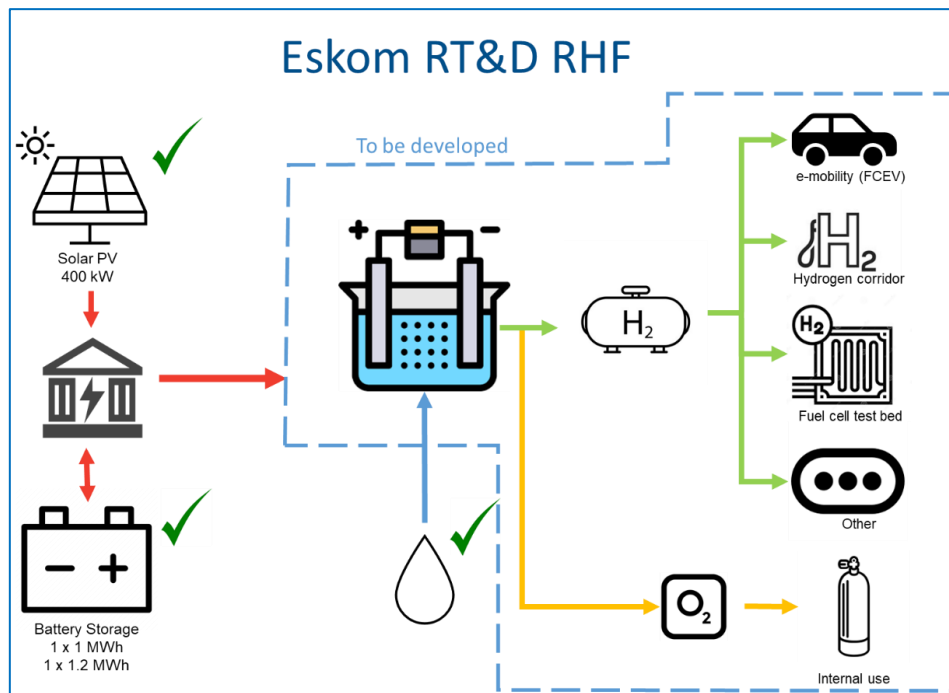 Eskom RT&D RHF
To be developed
Solar PV
400 kW
Battery Storage
1 x 1 MWh
1 x 1.2 MWh
+
−
− +
H2
e-mobility (FCEV)
H2
Hydrogen corridor
H2
Fuel cell test bed
Other
O2
Internal use